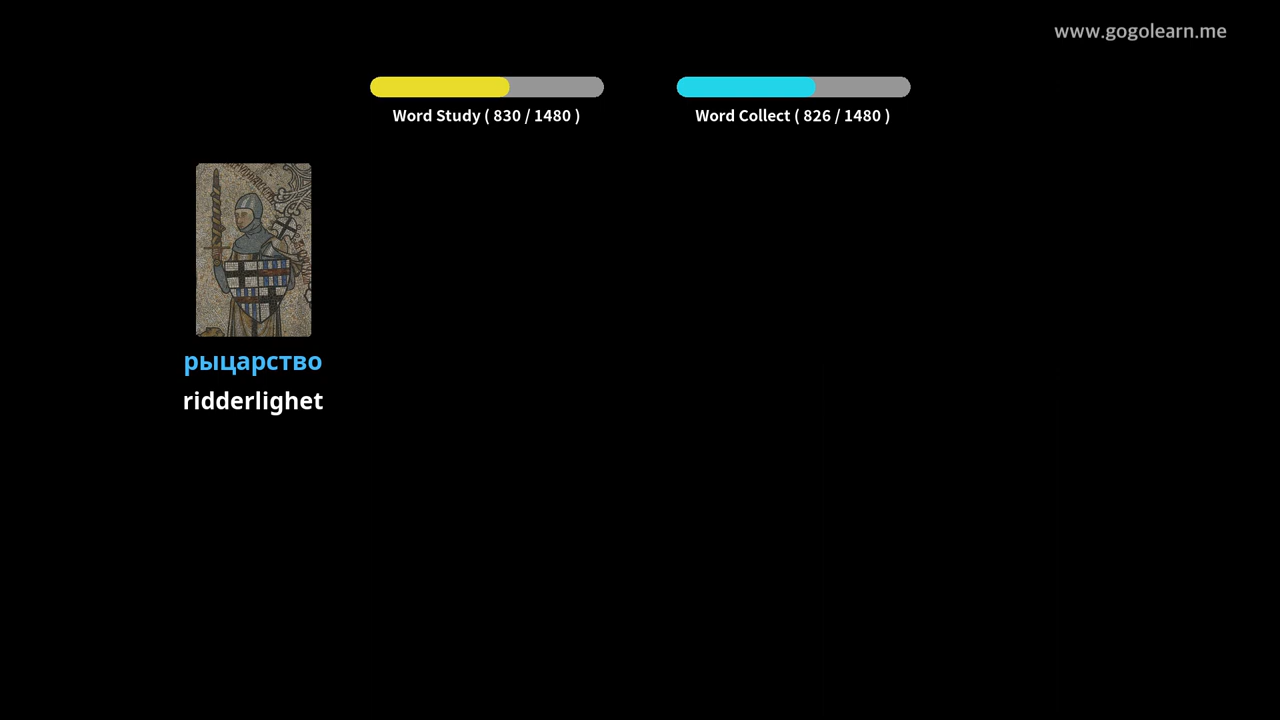 www.gogolearn.me
Word Study ( 830 / 1480 )
Word Collect ( 826 / 1480 )
рыцарство
ridderlighet